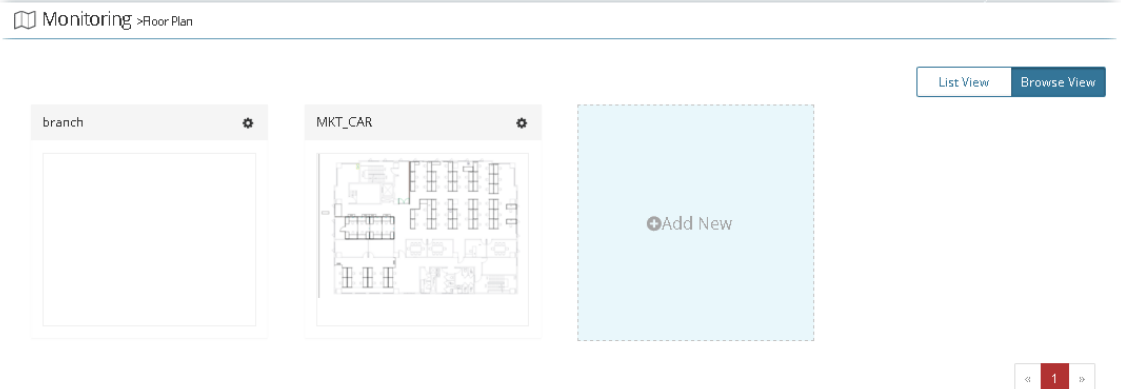 Monitoring >Floor Plan
List View Browse View
branch
MKT_CAR
Add New
« 1 »